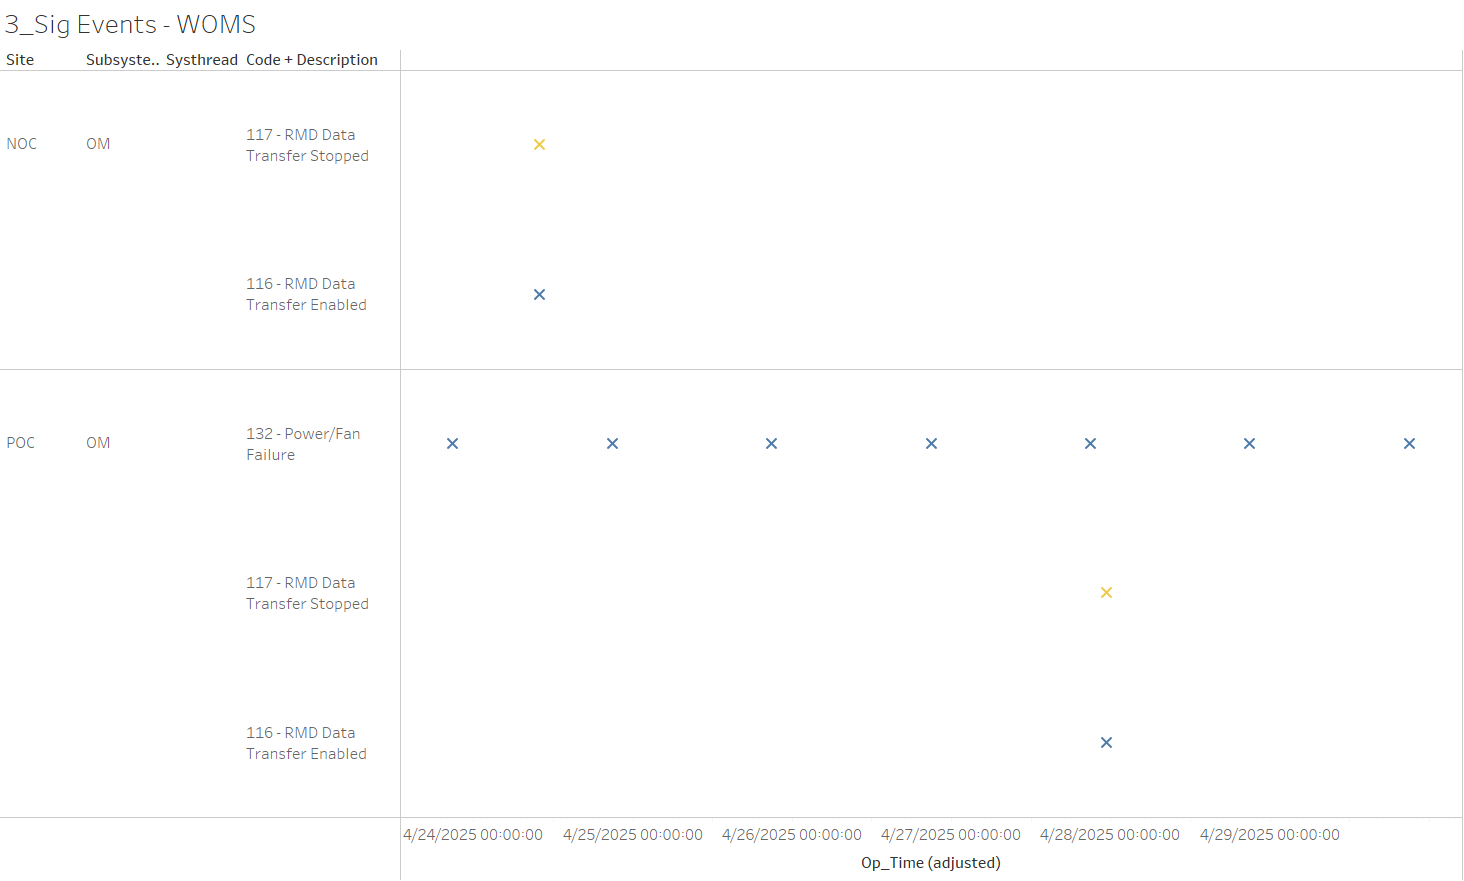 3_Sig Events - WOMS
Site Subsyste.. Systhread Code + Description
NOC OM 117 - RMD Data
Transfer Stopped
116 - RMD Data
Transfer Enabled
POC OM 132 - Power/Fan
Failure
117 - RMD Data
Transfer Stopped
116 - RMD Data
Transfer Enabled
4/24/2025 00:00:00 4/25/2025 00:00:00 4/26/2025 00:00:00 4/27/2025 00:00:00 4/28/2025 00:00:00 4/29/2025 00:00:00
Op_Time (adjusted)